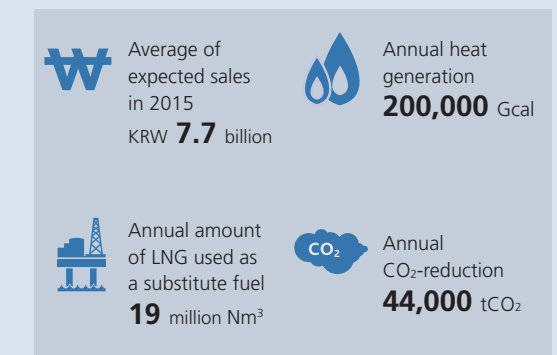 Average of
expected sales
in 2015
KRW 7.7 billion
Annual heat
generation
200,000 Gcal
Annual amount
of LNG used as
a substitute fuel
19 million Nm³
CO₂
Annual
CO₂-reduction
44,000 tCO₂